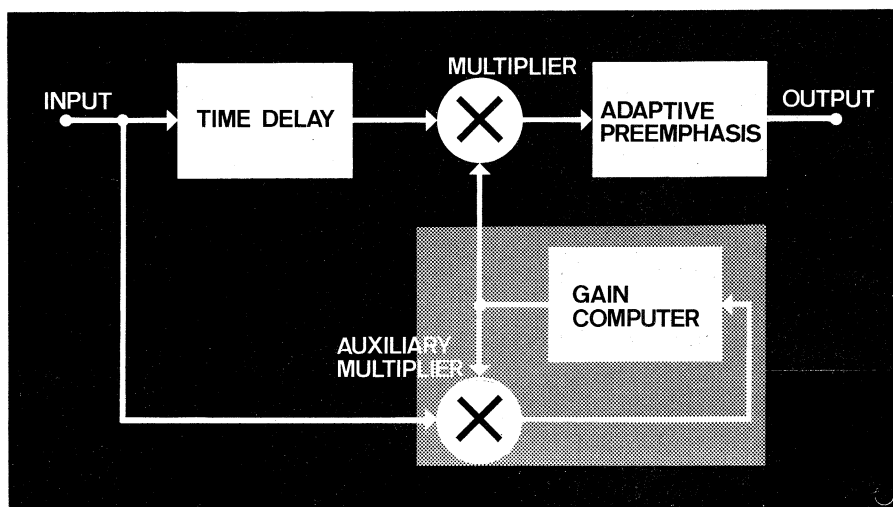 INPUT
TIME DELAY
MULTIPLIER
ADAPTIVE
PREEMPHASIS
OUTPUT
GAIN
COMPUTER
AUXILIARY
MULTIPLIER